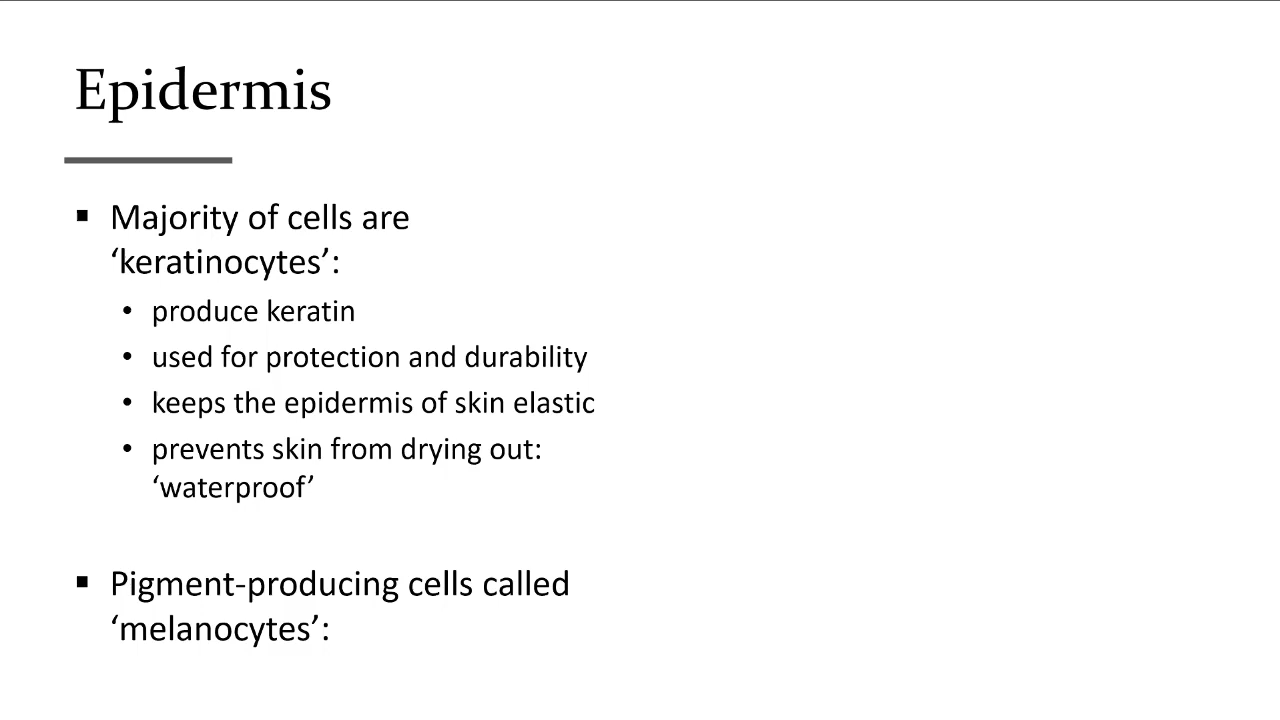 Epidermis
▪ Majority of cells are
‘keratinocytes’:
• produce keratin
• used for protection and durability
• keeps the epidermis of skin elastic
• prevents skin from drying out:
‘waterproof’
▪ Pigment-producing cells called
‘melanocytes’: